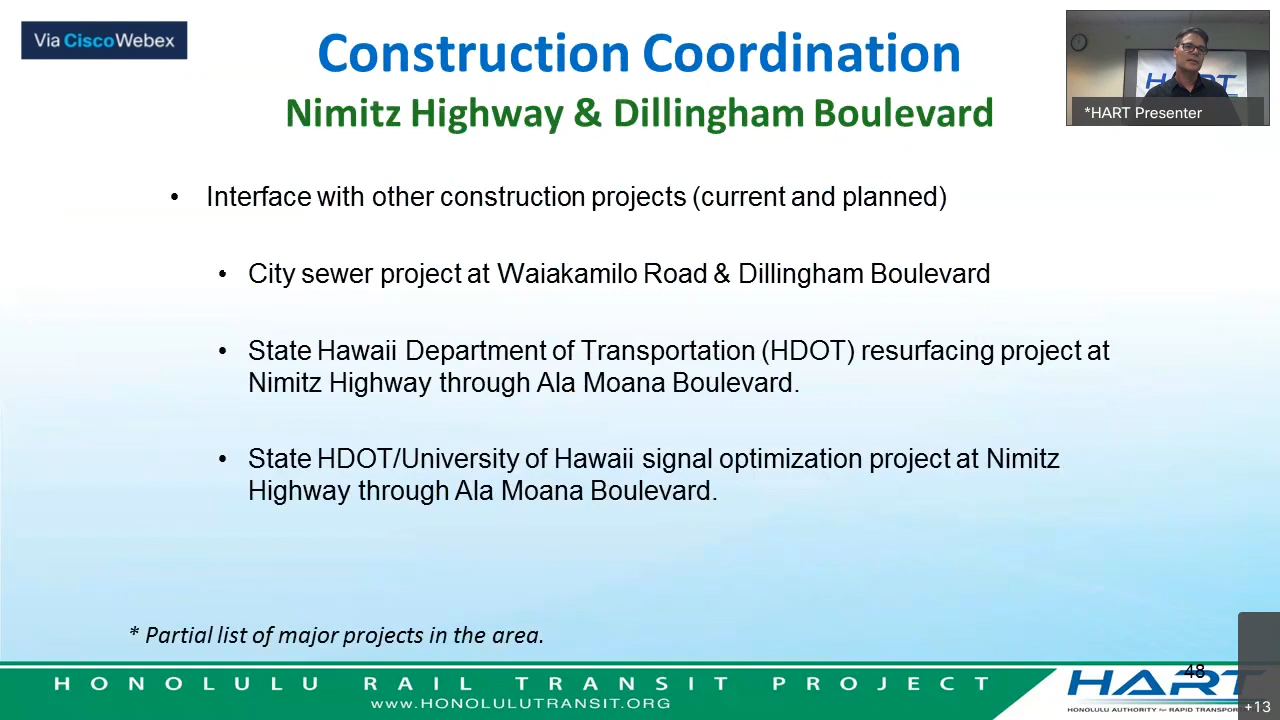 Via CiscoWebex
Construction Coordination
Nimitz Highway & Dillingham Boulevard
*HART Presenter
• Interface with other construction projects (current and planned)
• City sewer project at Waiakamilo Road & Dillingham Boulevard
• State Hawaii Department of Transportation (HDOT) resurfacing project at
Nimitz Highway through Ala Moana Boulevard.
• State HDOT/University of Hawaii signal optimization project at Nimitz
Highway through Ala Moana Boulevard.
* Partial list of major projects in the area.
48
HONOLULU RAIL TRANSIT PROJECT
www.HONOLULUTRANSIT.ORG
HART
HONOLULU AUTHORITY for RAPID
+13